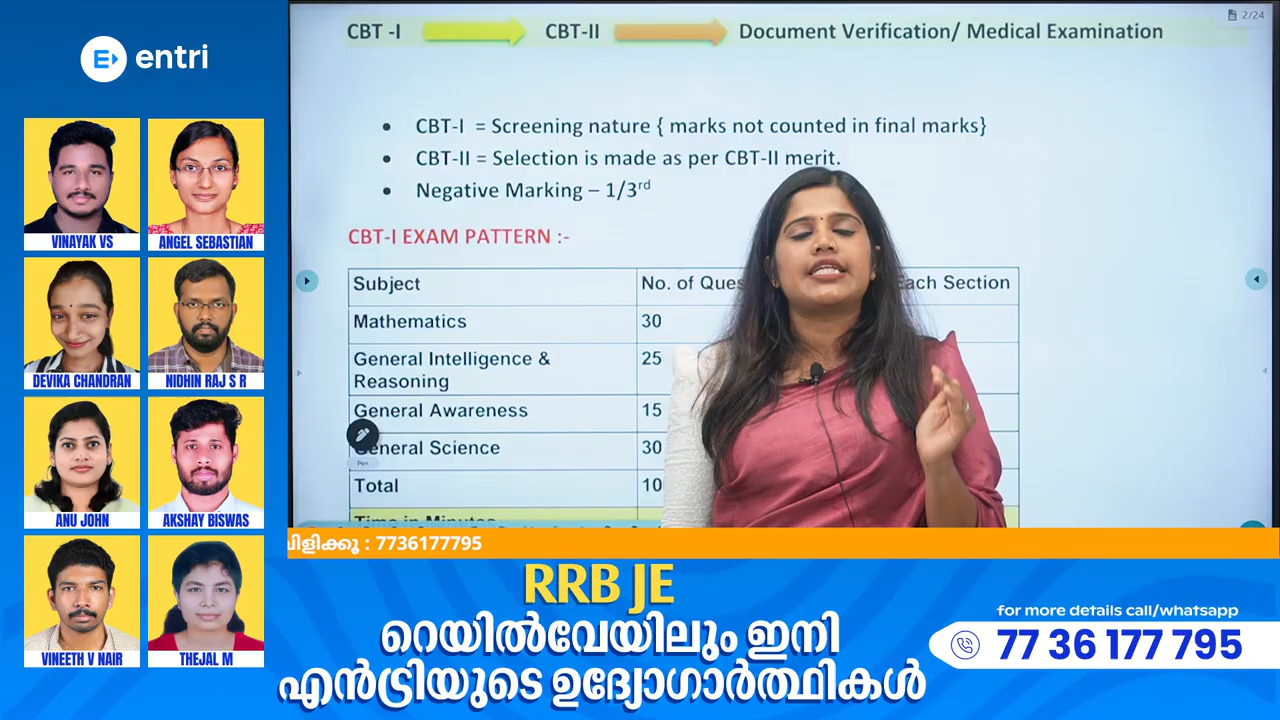 entri
VINAYAK VS
ANGEL SEBASTIAN
DEVIKA CHANDRAN
NIDHIN RAJ S R
ANU JOHN
AKSHAY BISWAS
VINEETH V NAIR
THEJAL M
2/24
CBT -I CBT-II Document Verification/ Medical Examination
• CBT-I = Screening nature { marks not counted in final marks}
• CBT-II = Selection is made as per CBT-II merit.
• Negative Marking – 1/3rd
CBT-I EXAM PATTERN :-
Subject No. of Ques Each Section
Mathematics 30
General Intelligence & 25
Reasoning
General Awareness 15
General Science 30
Total 10
Pen
Time in Minutes
വിളിക്കൂ : 7736177795
RRB JE
റെയിൽവേയിലും ഇനി
എൻട്രിയുടെ ഉദ്യോഗാർത്ഥികൾ
for more details call/whatsapp
77 36 177 795